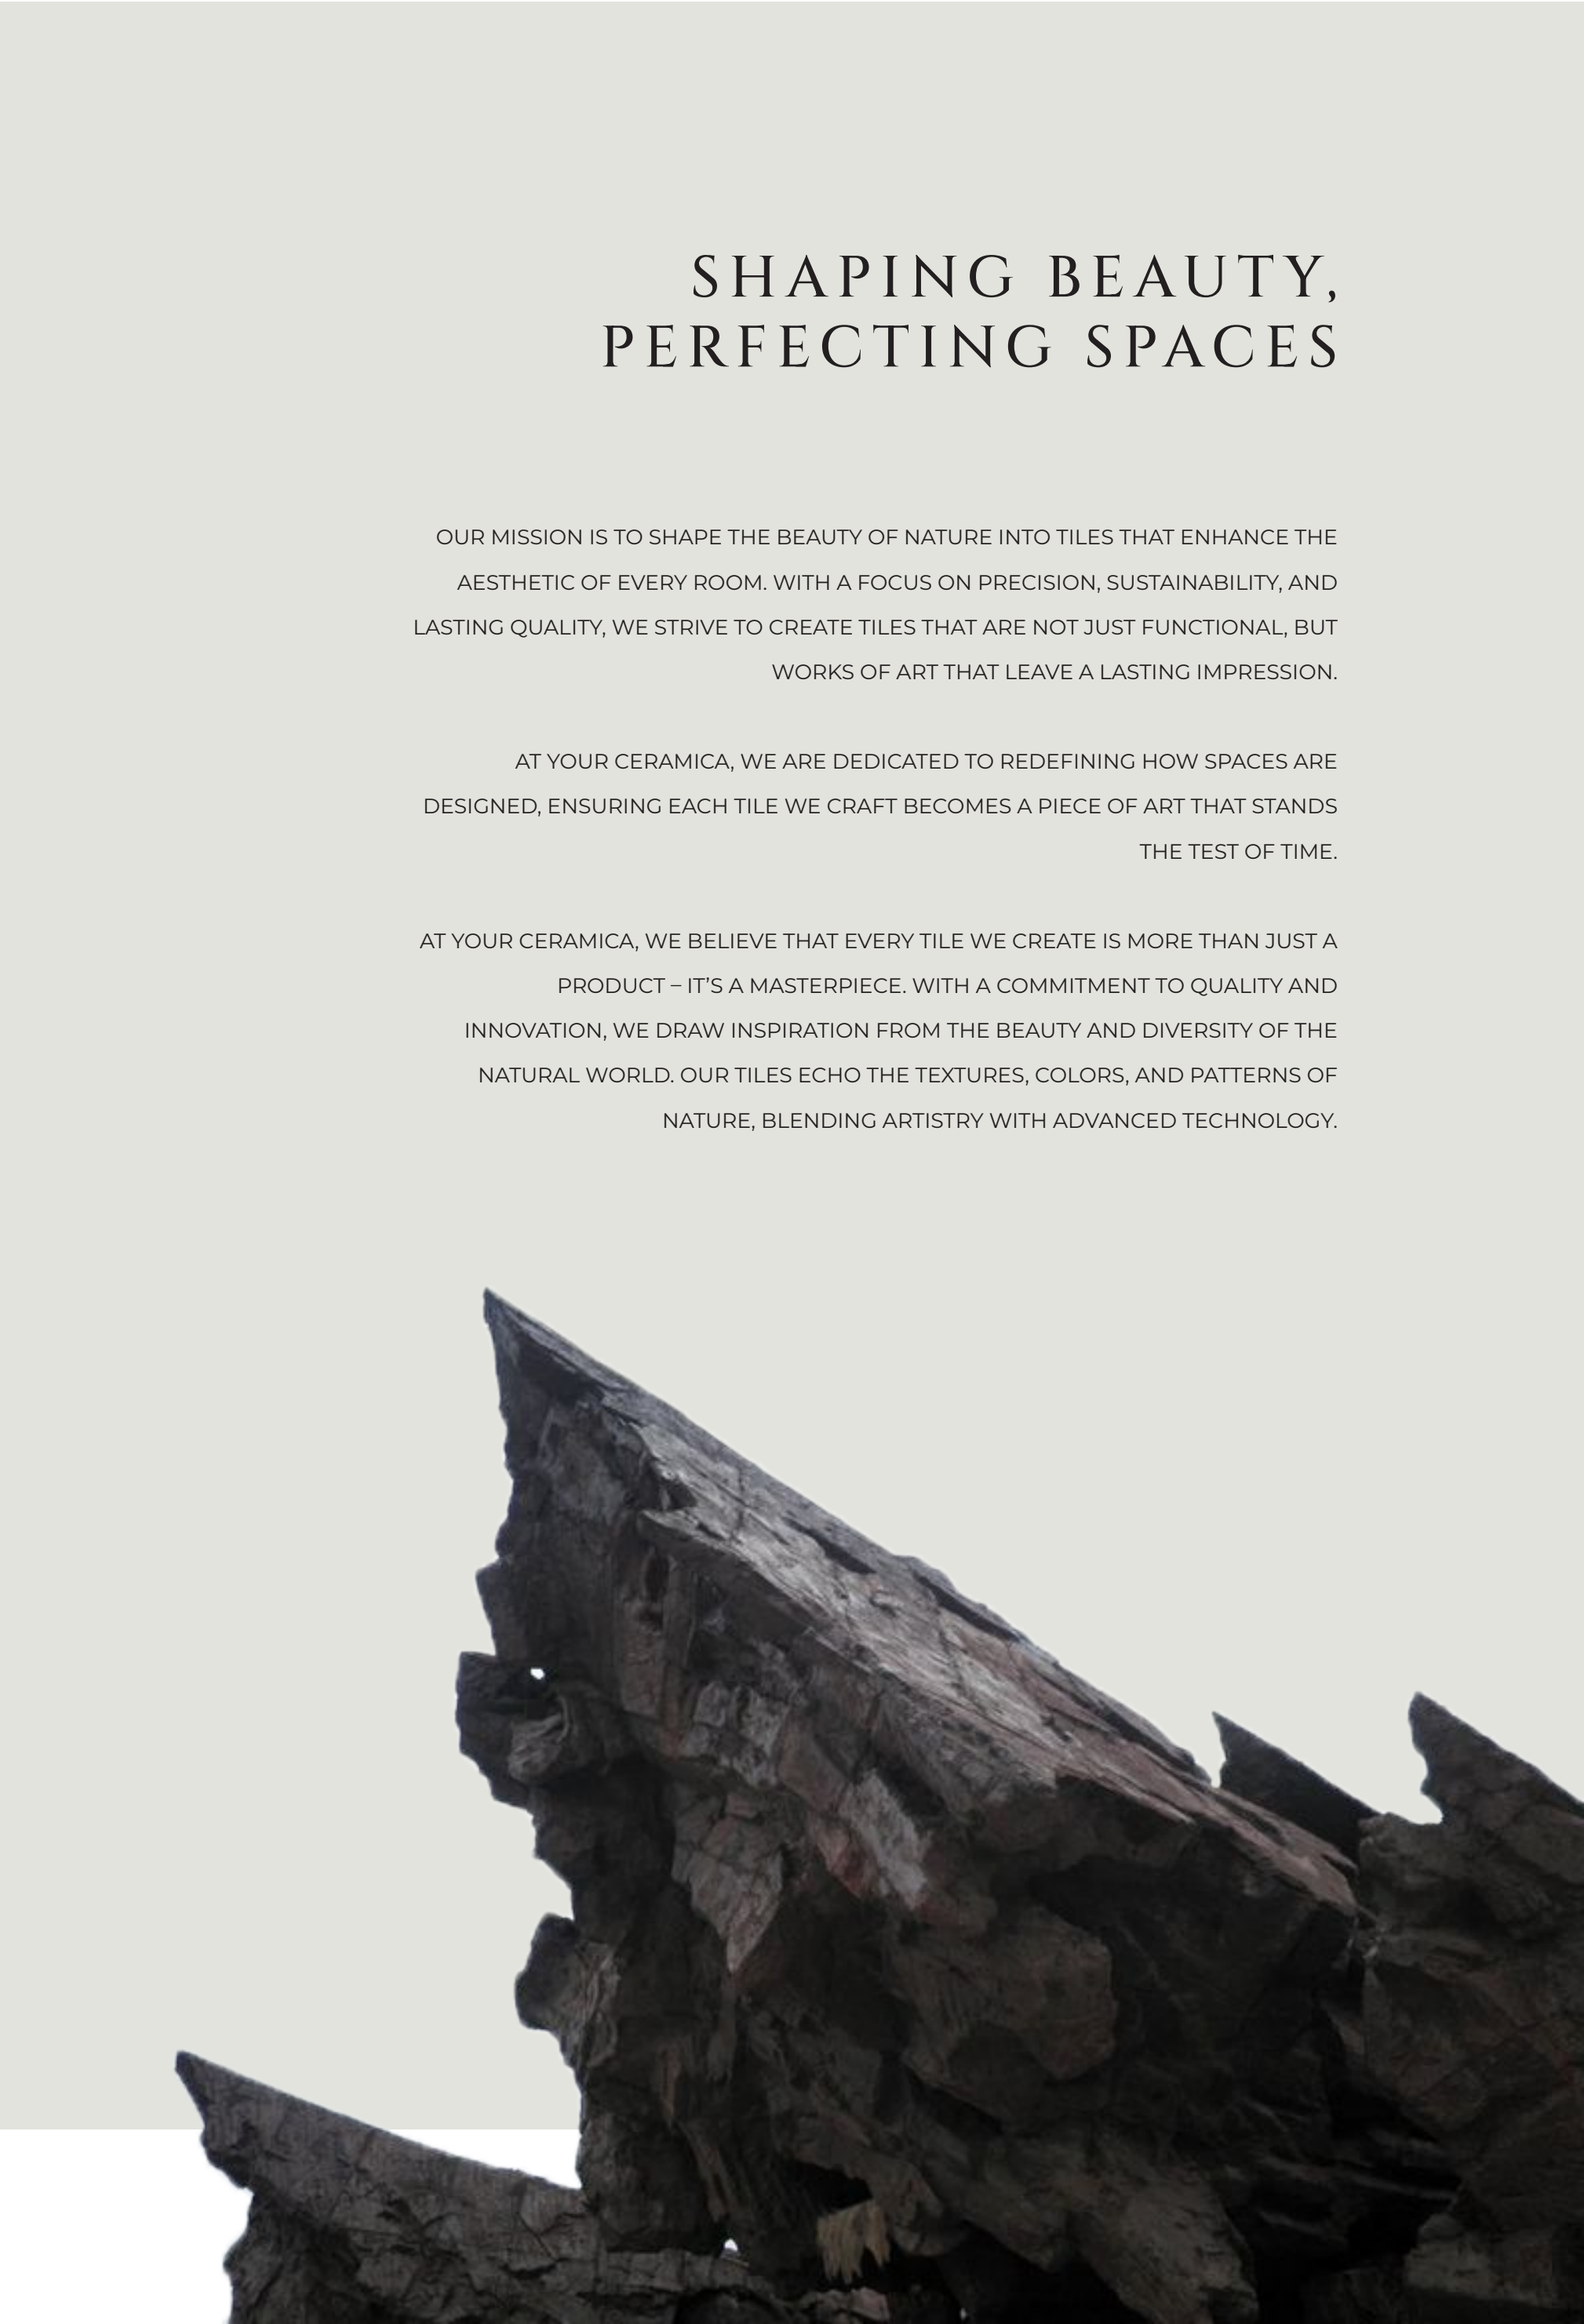 SHAPING BEAUTY,
PERFECTING SPACES
OUR MISSION IS TO SHAPE THE BEAUTY OF NATURE INTO TILES THAT ENHANCE THE
AESTHETIC OF EVERY ROOM. WITH A FOCUS ON PRECISION, SUSTAINABILITY, AND
LASTING QUALITY, WE STRIVE TO CREATE TILES THAT ARE NOT JUST FUNCTIONAL, BUT
WORKS OF ART THAT LEAVE A LASTING IMPRESSION.
AT YOUR CERAMICA, WE ARE DEDICATED TO REDEFINING HOW SPACES ARE
DESIGNED, ENSURING EACH TILE WE CRAFT BECOMES A PIECE OF ART THAT STANDS
THE TEST OF TIME.
AT YOUR CERAMICA, WE BELIEVE THAT EVERY TILE WE CREATE IS MORE THAN JUST A
PRODUCT – IT’S A MASTERPIECE. WITH A COMMITMENT TO QUALITY AND
INNOVATION, WE DRAW INSPIRATION FROM THE BEAUTY AND DIVERSITY OF THE
NATURAL WORLD. OUR TILES ECHO THE TEXTURES, COLORS, AND PATTERNS OF
NATURE, BLENDING ARTISTRY WITH ADVANCED TECHNOLOGY.